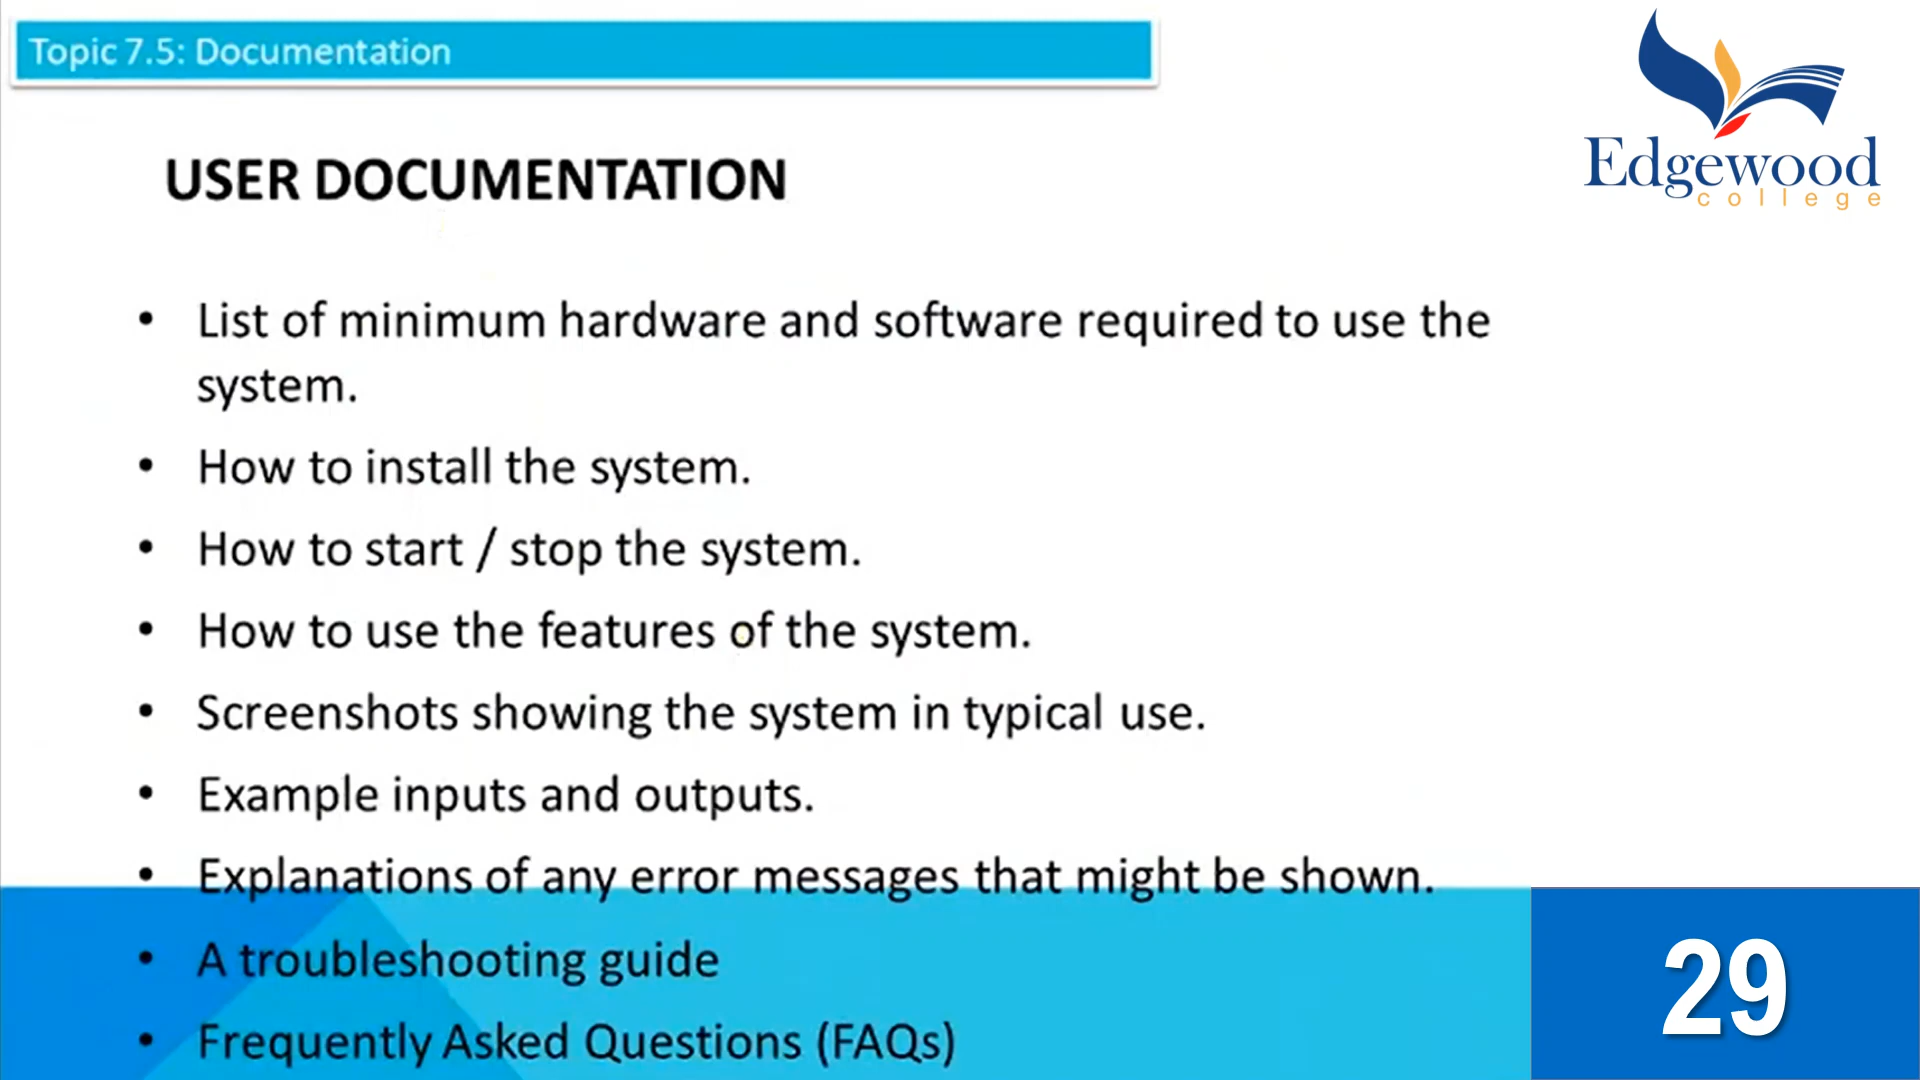 Topic 7.5: Documentation
Edgewood
college
USER DOCUMENTATION
• List of minimum hardware and software required to use the
system.
• How to install the system.
• How to start / stop the system.
• How to use the features of the system.
• Screenshots showing the system in typical use.
• Example inputs and outputs.
• Explanations of any error messages that might be shown.
• A troubleshooting guide
• Frequently Asked Questions (FAQs)
29